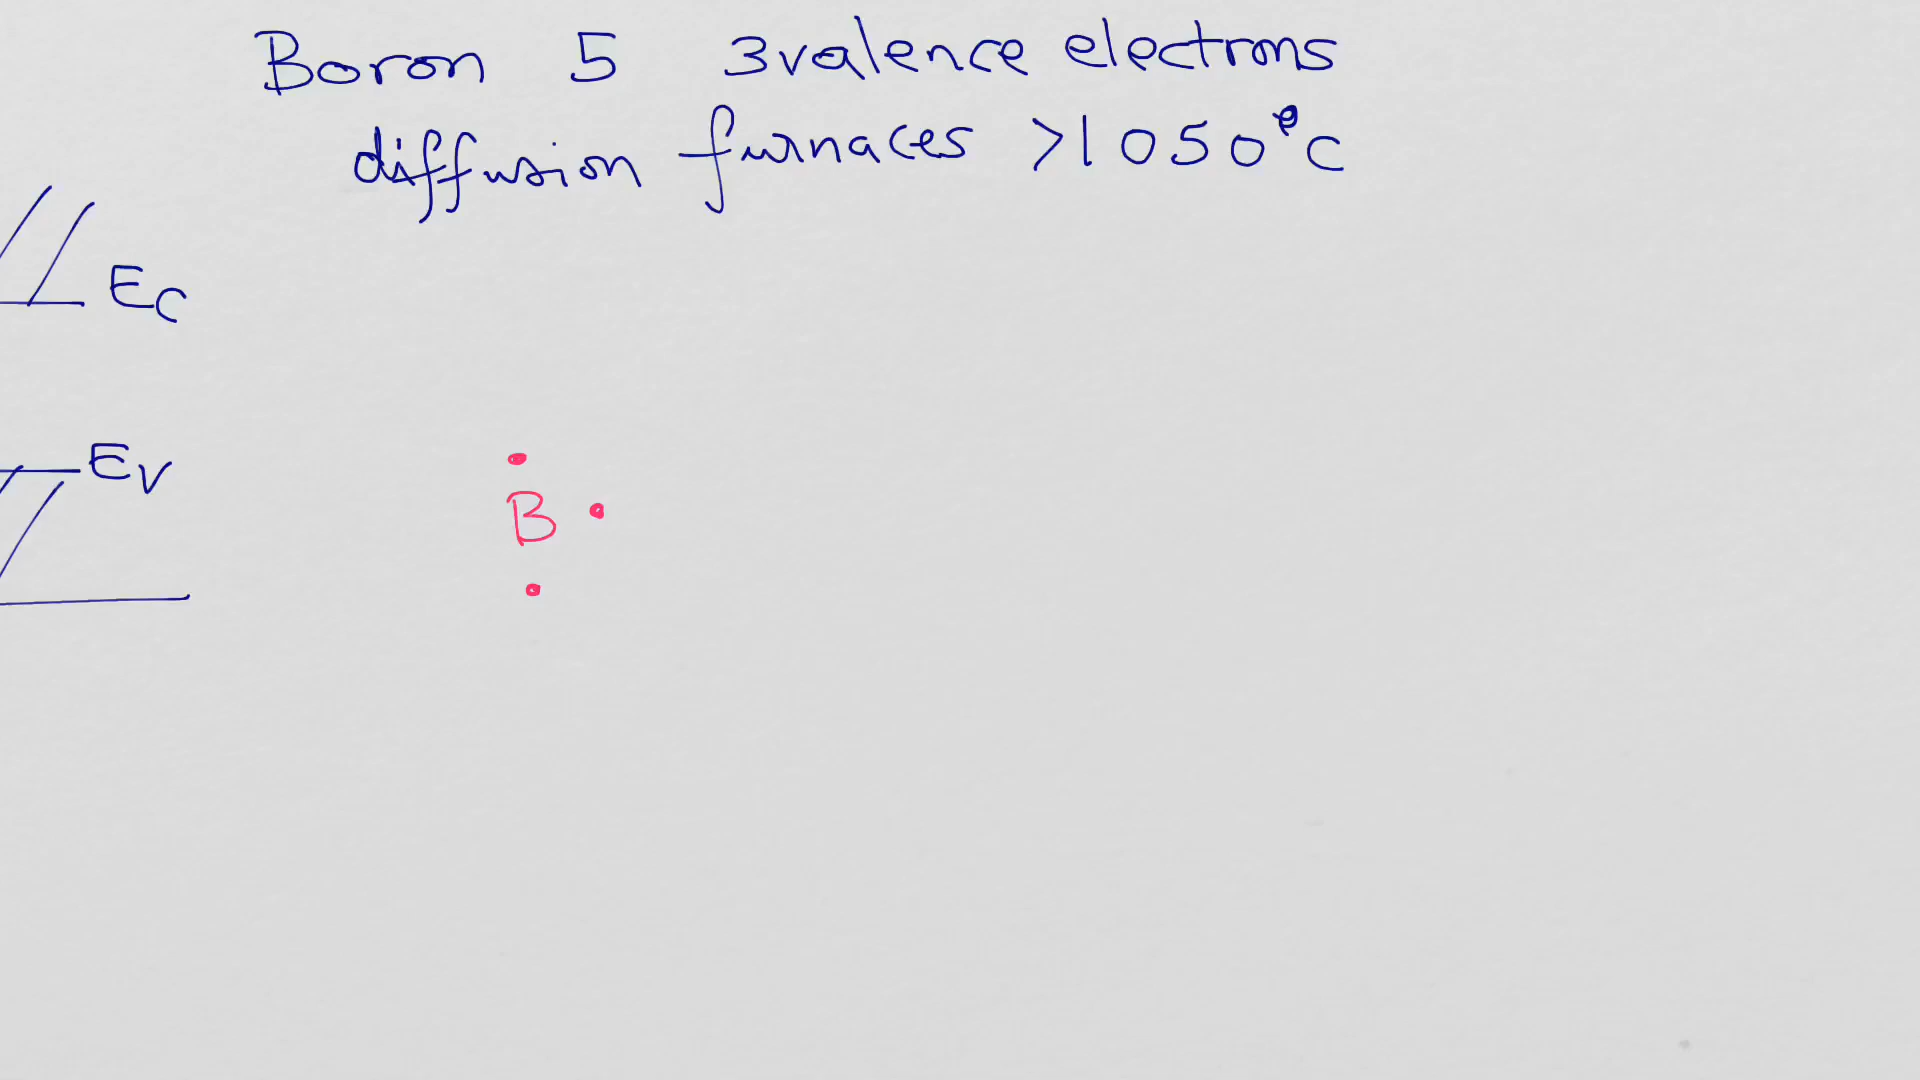 Boron 5 3valence electrons
diffusion furnaces >1050°C
Ec
Ev
B